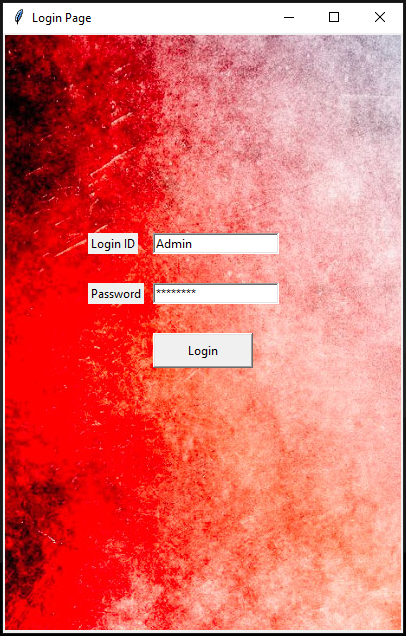 Login Page
Login ID Admin
Password ********
Login